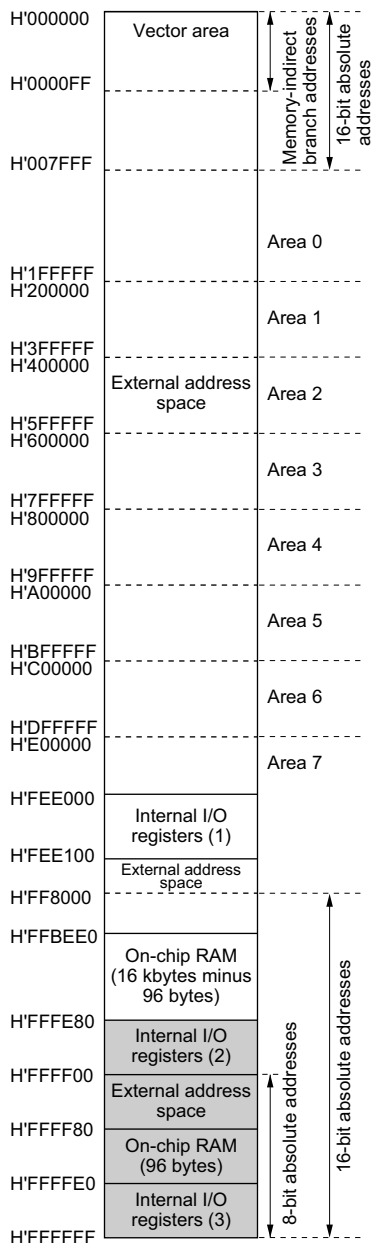 H'000000
Vector area
H'0000FF
Memory-indirect
branch addresses
16-bit absolute
addresses
H'007FFF
Area 0
H'1FFFFF
H'200000
Area 1
H'3FFFFF
H'400000
External address
space
Area 2
H'5FFFFF
H'600000
Area 3
H'7FFFFF
H'800000
Area 4
H'9FFFFF
H'A00000
Area 5
H'BFFFFF
H'C00000
Area 6
H'DFFFFF
H'E00000
Area 7
H'FEE000
Internal I/O
registers (1)
H'FEE100
External address
space
H'FF8000
H'FFBEE0
On-chip RAM
(16 kbytes minus
96 bytes)
H'FFFE80
Internal I/O
registers (2)
H'FFFF00
External address
space
H'FFFF80
On-chip RAM
(96 bytes)
H'FFFFE0
Internal I/O
registers (3)
H'FFFFFF
8-bit absolute addresses
16-bit absolute addresses